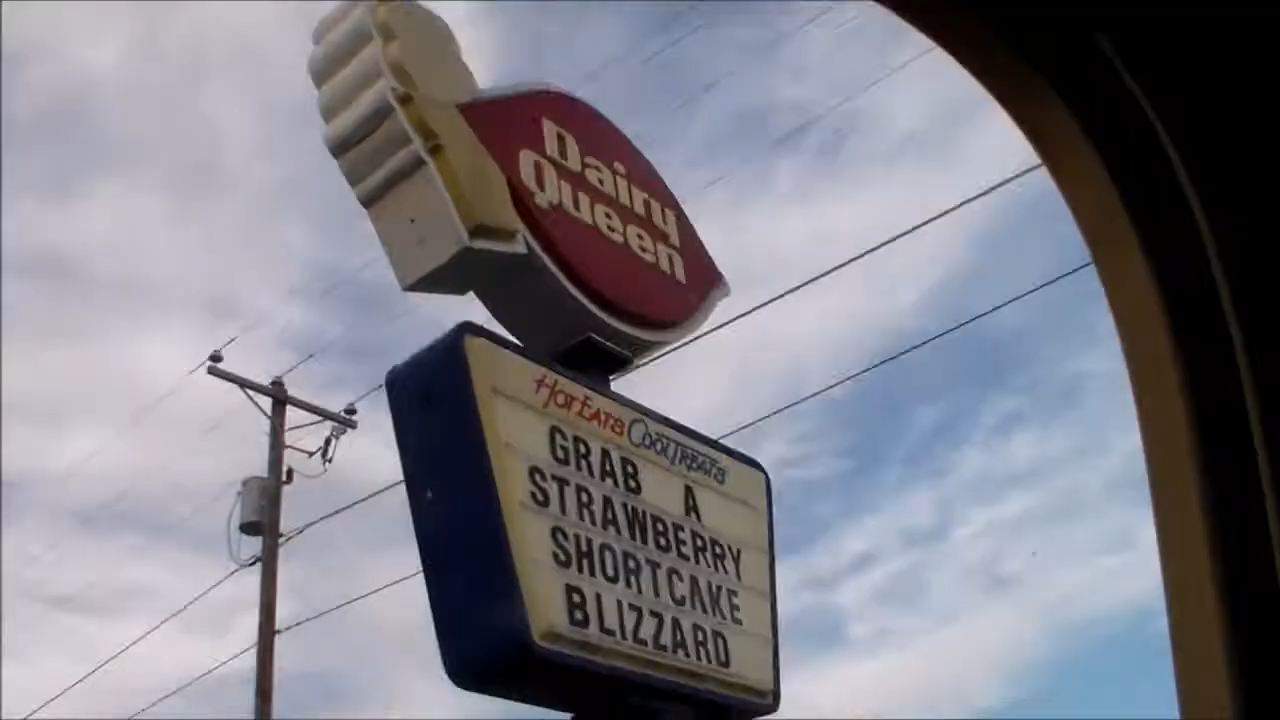 Dairy
Queen
HOT EATS COOL TREATS
GRAB A
STRAWBERRY
SHORTCAKE
BLIZZARD